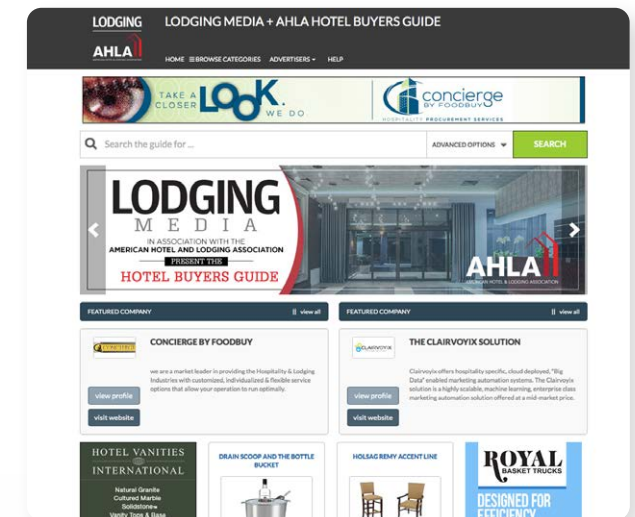 LODGING
AHLA
LODGING MEDIA + AHLA HOTEL BUYERS GUIDE
HOME BROWSE CATEGORIES ADVERTISERS HELP
TAKE A
CLOSER LOOK.
WE DO.
concierge
BY FOODBUY
HOSPITALITY PROCUREMENT SERVICES
Search the guide for ...
ADVANCED OPTIONS
SEARCH
LODGING
MEDIA
IN ASSOCIATION WITH THE
AMERICAN HOTEL AND LODGING ASSOCIATION
PRESENT THE
HOTEL BUYERS GUIDE
AHLA
AMERICAN HOTEL & LODGING ASSOCIATION
FEATURED COMPANY || view all
FEATURED COMPANY || view all
CONCIERGE BY FOODBUY
we are a market leader in providing the Hospitality & Lodging
Industries with customized, individualized & flexible service
options that allow your operation to run optimally.
view profile
visit website
CLAIRVOYIX
THE CLAIRVOYIX SOLUTION
Clairvoyix offers hospitality specific, cloud deployed, "Big
Data" enabled marketing automation systems. The Clairvoyix
solution is a highly scalable, machine learning, enterprise class
marketing automation solution offered at a mid-market price.
view profile
visit website
HOTEL VANITIES
INTERNATIONAL
Natural Granite
Cultured Marble
Solidstone
Vanity Tops & Base
DRAIN SCOOP AND THE BOTTLE
BUCKET
HOLSAG REMY ACCENT LINE
ROYAL
BASKET TRUCKS
DESIGNED FOR
EFFICIENCY